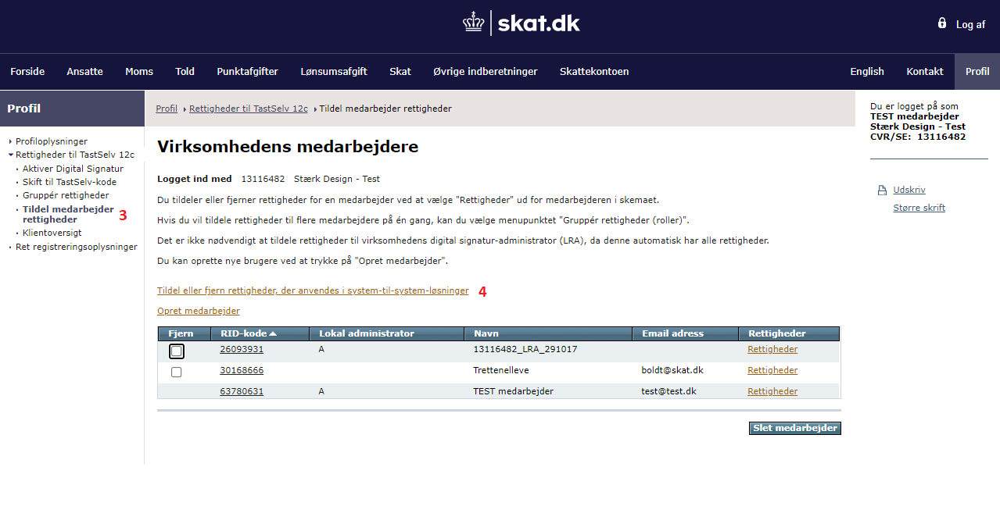 skat.dk
Log af
Forside Ansatte Moms Told Punktafgifter Lønsumsafgift Skat Øvrige indberetninger Skattekontoen English Kontakt Profil
Profil
Profiloplysninger
Rettigheder til TastSelv 12c
Aktiver Digital Signatur
Skift til TastSelv-kode
Gruppér rettigheder
Tildel medarbejder
rettigheder
3
Klientoversigt
Ret registreringsoplysninger
Profil Rettigheder til TastSelv 12c Tildel medarbejder rettigheder
Virksomhedens medarbejdere
Logget ind med 13116482 Stærk Design - Test
Du tildeler eller fjerner rettigheder for en medarbejder ved at vælge "Rettigheder" ud for medarbejderen i skemaet.
Hvis du vil tildele rettigheder til flere medarbejdere på én gang, kan du vælge menupunktet "Gruppér rettigheder (roller)".
Det er ikke nødvendigt at tildele rettigheder til virksomhedens digital signatur-administrator (LRA), da denne automatisk har alle rettigheder.
Du kan oprette nye brugere ved at trykke på "Opret medarbejder".
Tildel eller fjern rettigheder, der anvendes i system-til-system-løsninger 4
Opret medarbejder
Fjern RID-kode Lokal administrator Navn Email adress Rettigheder
26093931 A 13116482_LRA_291017 Rettigheder
30168666 Trettenelleve boldt@skat.dk Rettigheder
63780631 A TEST medarbejder test@test.dk Rettigheder
Slet medarbejder
Du er logget på som
TEST medarbejder
Stærk Design - Test
CVR/SE: 13116482
Udskriv
Større skrift